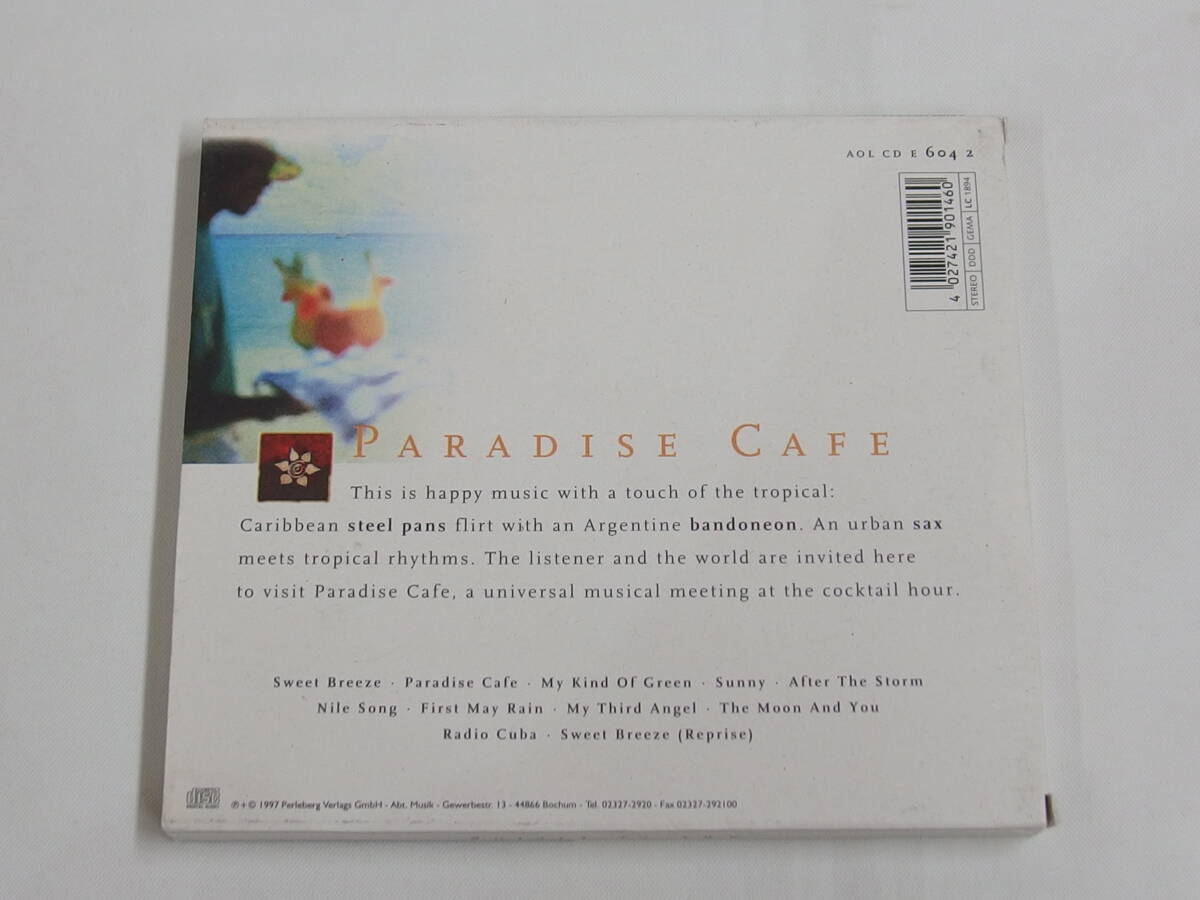 AOL CD E 604 2
4 027421 901460
STEREO DDD GEMA LC 1894
PARADISE CAFE
This is happy music with a touch of the tropical:
Caribbean steel pans flirt with an Argentine bandoneon. An urban sax
meets tropical rhythms. The listener and the world are invited here
to visit Paradise Cafe, a universal musical meeting at the cocktail hour.
Sweet Breeze · Paradise Cafe · My Kind Of Green · Sunny · After The Storm
Nile Song · First May Rain · My Third Angel · The Moon And You
Radio Cuba · Sweet Breeze (Reprise)
disc
DIGITAL AUDIO
℗+© 1997 Perleberg Verlags GmbH - Abt. Musik - Gewerbestr. 13 - 44866 Bochum - Tel. 02327-2920 - Fax 02327-292100